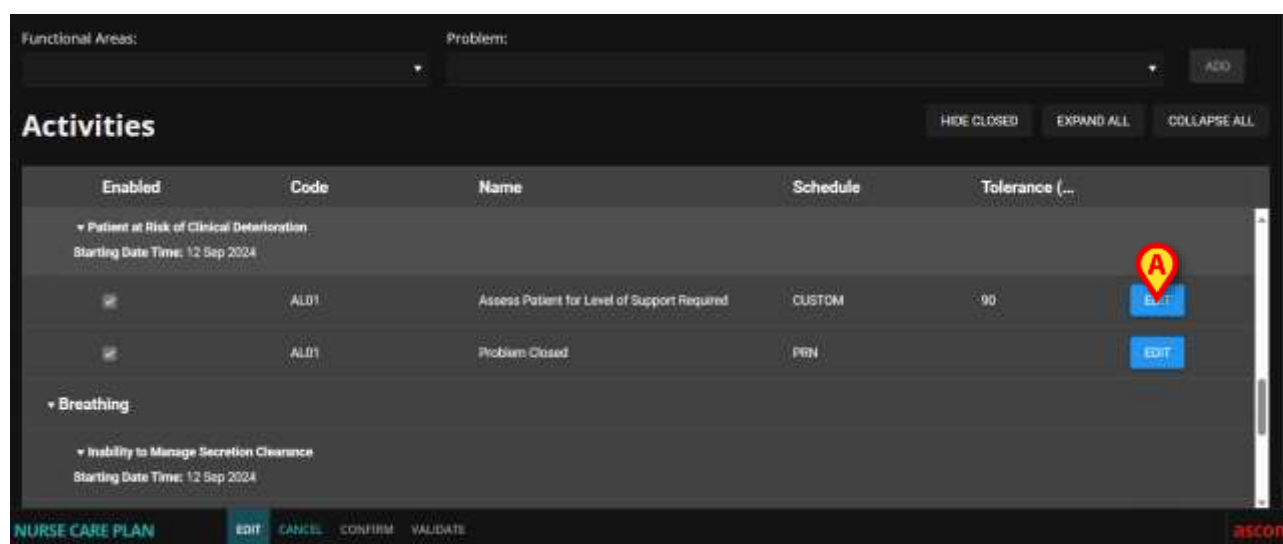 Functional Areas: Problem:
ADD
Activities HIDE CLOSED EXPAND ALL COLLAPSE ALL
Enabled Code Name Schedule Tolerance (...
Patient at Risk of Clinical Deterioration
Starting Date Time: 12 Sep 2024
A
AL01 Assess Patient for Level of Support Required CUSTOM 90 EDIT
AL01 Problem Closed PRN EDIT
Breathing
Inability to Manage Secretion Clearance
Starting Date Time: 12 Sep 2024
NURSE CARE PLAN EDIT CANCEL CONFIRM VALIDATE ascom